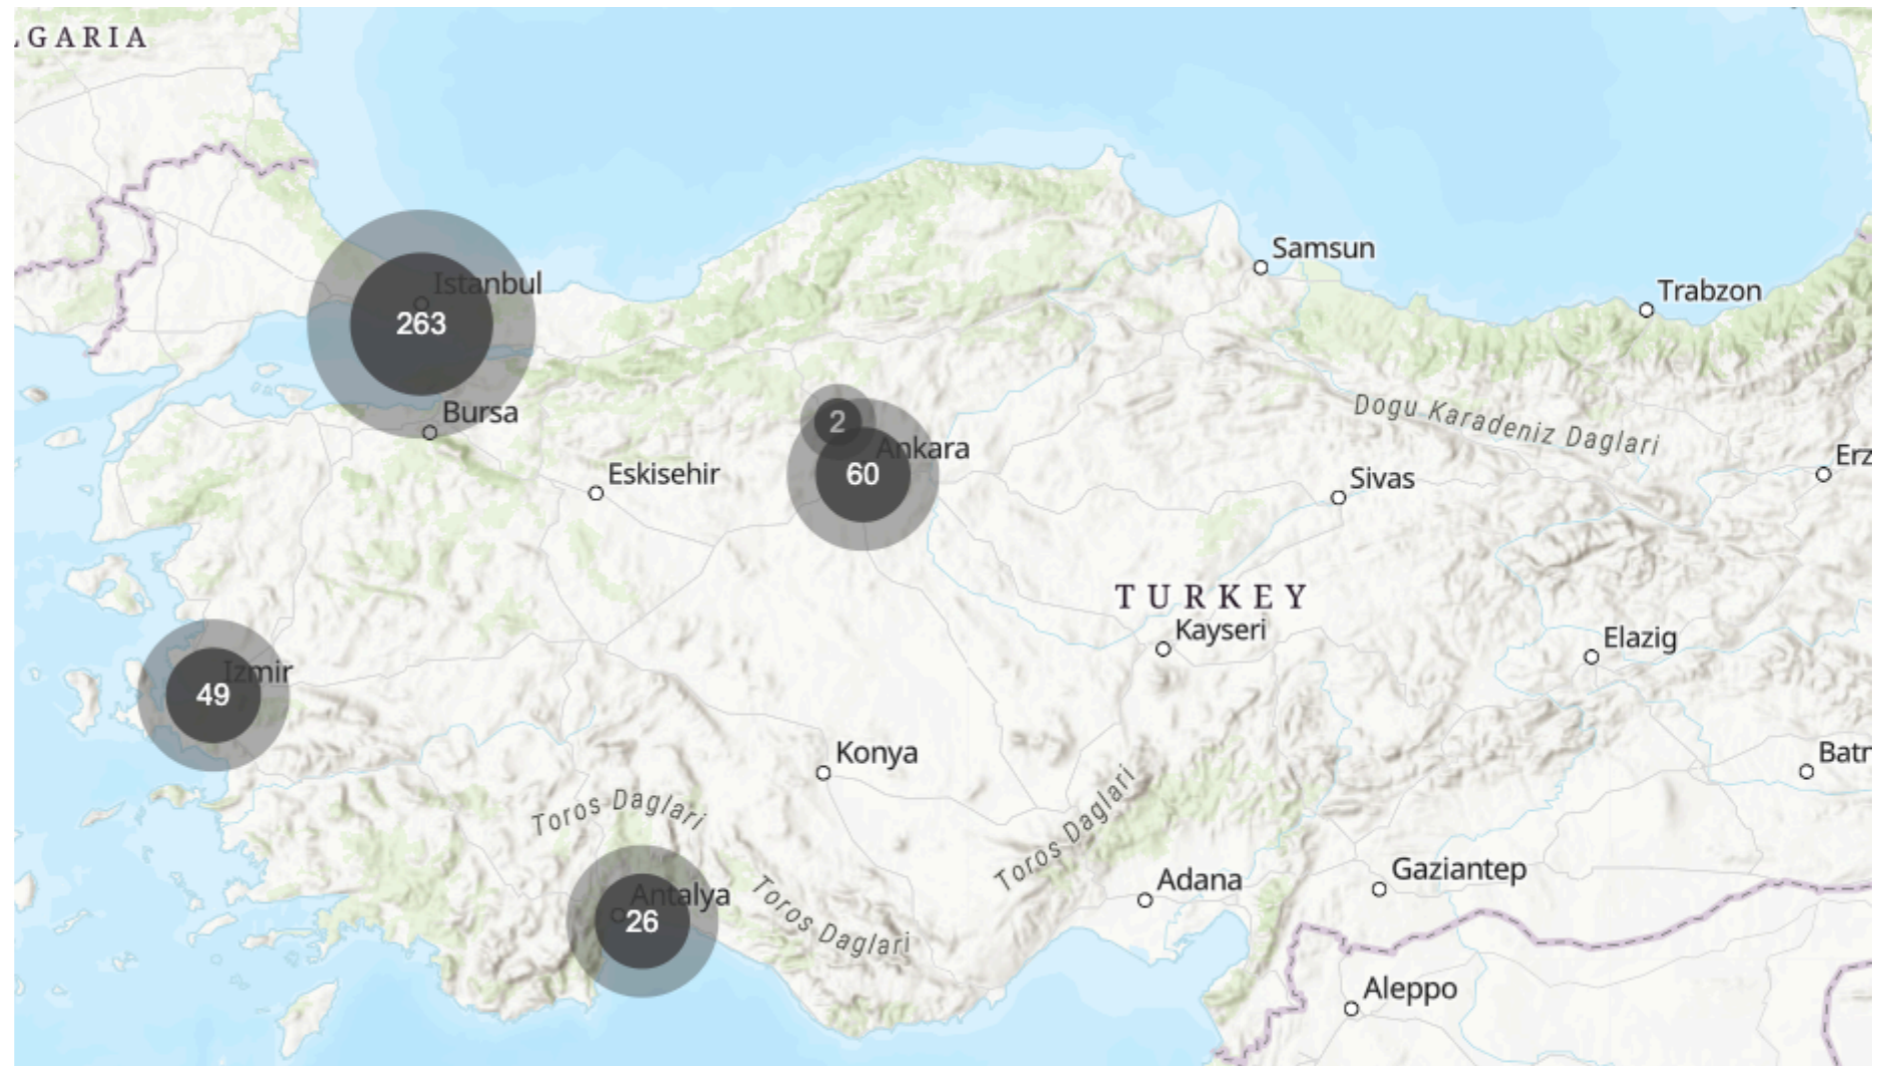 LGARIA
Samsun
Istanbul
Trabzon
263
Bursa
2
Dogu Karadeniz Daglari
Ankara
60
Eskisehir
Sivas
Erz
TURKEY
Kayseri
Elazig
Izmir
49
Konya
Batr
Toros Daglari
Toros Daglari
Gaziantep
Adana
Antalya
26
Toros Daglari
Aleppo